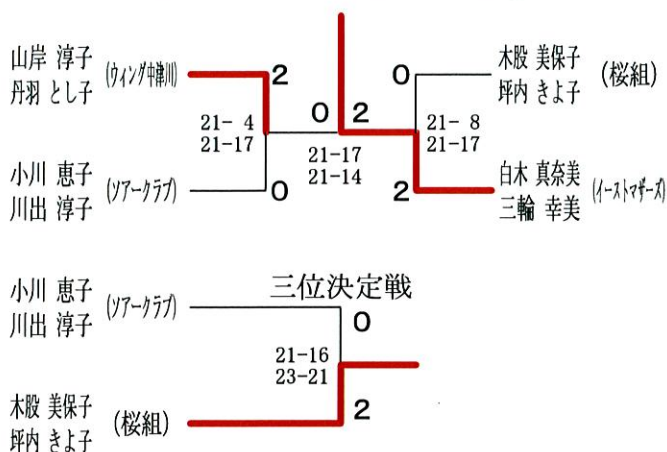 山岸 淳子
丹羽 とし子
(ウィング中津川)
2
21- 4
21-17
小川 恵子
川出 淳子
(ツアークラブ)
0
0 2
21-17
21-14
木股 美保子
坪内 きよ子
(桜組)
0
21- 8
21-17
白木 真奈美
三輪 幸美
(イーストマザーズ)
2
三位決定戦
小川 恵子
川出 淳子
(ツアークラブ)
0
21-16
23-21
木股 美保子
坪内 きよ子
(桜組)
2